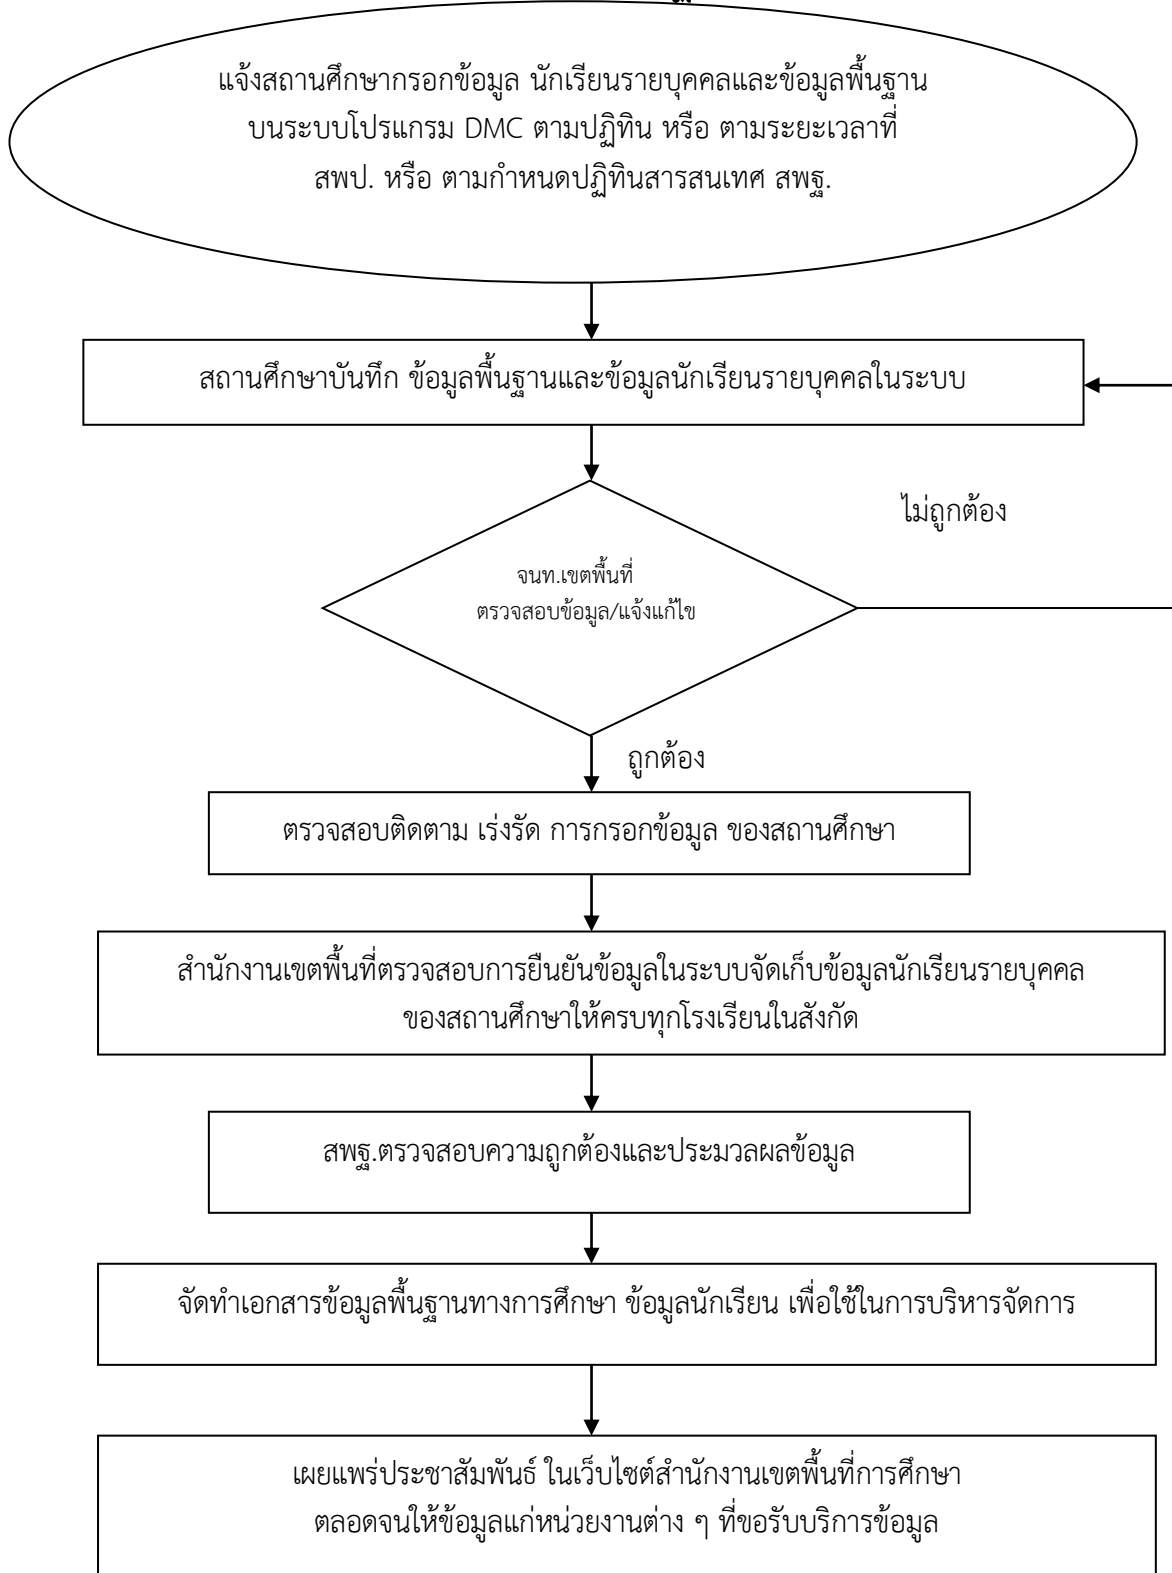 แจ้งสถานศึกษากรอกข้อมูล นักเรียนรายบุคคลและข้อมูลพื้นฐาน
บนระบบโปรแกรม DMC ตามปฏิทิน หรือ ตามระยะเวลาที่
สพป. หรือ ตามกำหนดปฏิทินสารสนเทศ สพฐ.
สถานศึกษาบันทึก ข้อมูลพื้นฐานและข้อมูลนักเรียนรายบุคคลในระบบ
ไม่ถูกต้อง
จนท.เขตพื้นที่
ตรวจสอบข้อมูล/แจ้งแก้ไข
ถูกต้อง
ตรวจสอบติดตาม เร่งรัด การกรอกข้อมูล ของสถานศึกษา
สำนักงานเขตพื้นที่ตรวจสอบการยืนยันข้อมูลในระบบจัดเก็บข้อมูลนักเรียนรายบุคคล
ของสถานศึกษาให้ครบทุกโรงเรียนในสังกัด
สพฐ.ตรวจสอบความถูกต้องและประมวลผลข้อมูล
จัดทำเอกสารข้อมูลพื้นฐานทางการศึกษา ข้อมูลนักเรียน เพื่อใช้ในการบริหารจัดการ
เผยแพร่ประชาสัมพันธ์ ในเว็บไซต์สำนักงานเขตพื้นที่การศึกษา
ตลอดจนให้ข้อมูลแก่หน่วยงานต่าง ๆ ที่ขอรับบริการข้อมูล